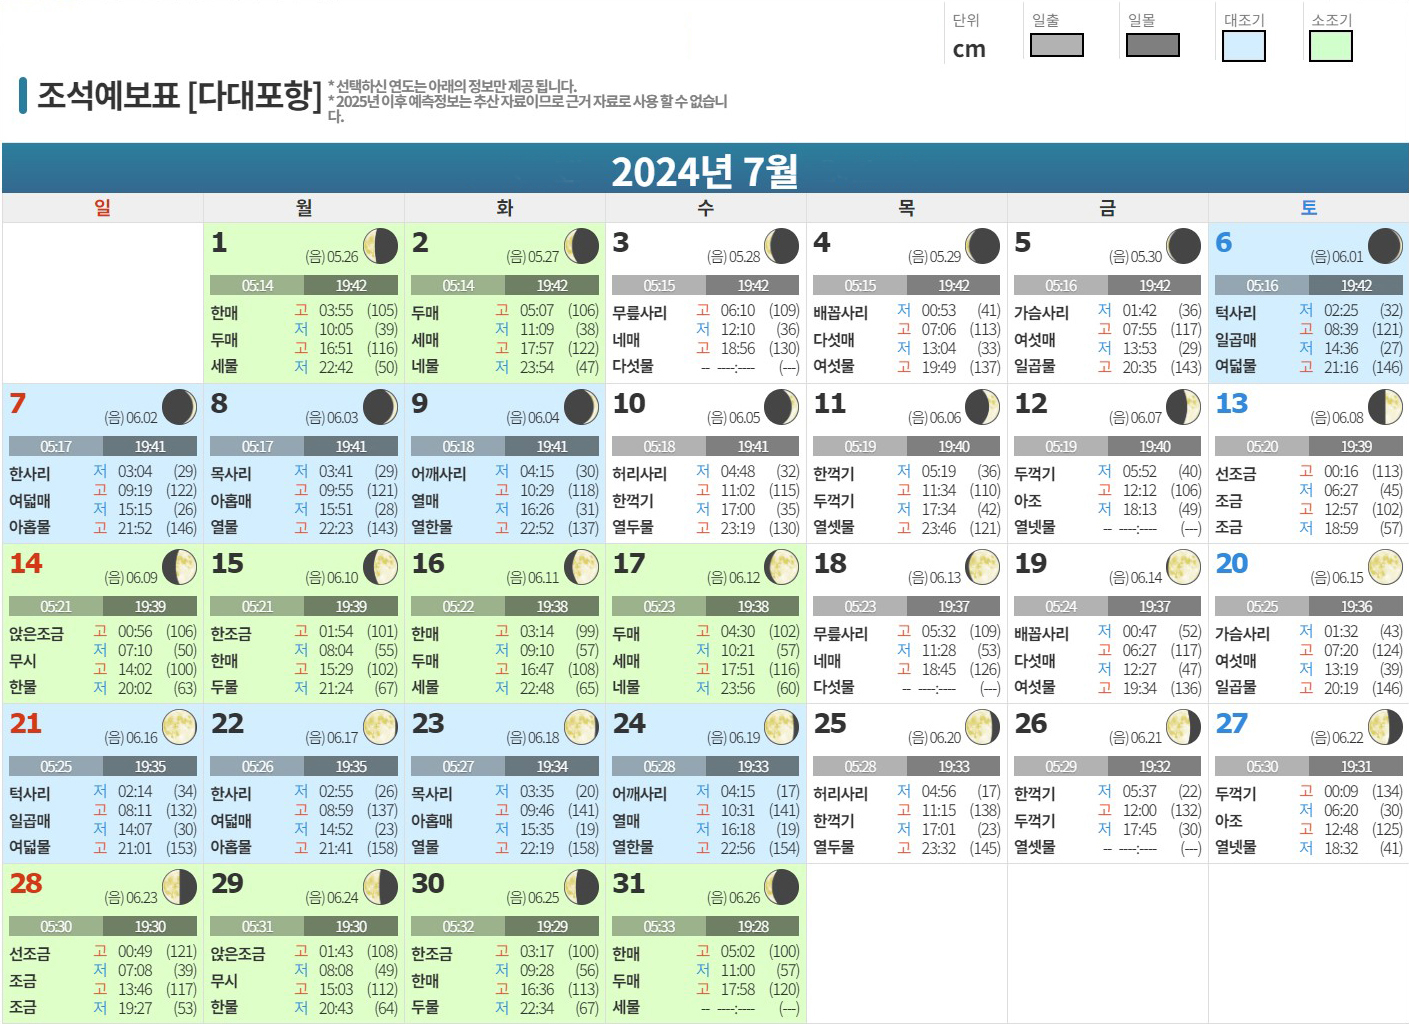 단위 일출 일몰 대조기 소조기
cm
조석예보표 [다대포항]
* 선택하신 연도는 아래의 정보만 제공 됩니다.
* 2025년 이후 예측정보는 추산 자료이므로 근거 자료로 사용 할 수 없습니
다.
2024년 7월
일 월 화 수 목 금 토
1 (음) 05.26
05:14 19:42
한매 두매 세물
고 03:55 (105)
저 10:05 (39)
고 16:51 (116)
저 22:42 (50)
2 (음) 05.27
05:14 19:42
두매 세매 네물
고 05:07 (106)
저 11:09 (38)
고 17:57 (122)
저 23:54 (47)
3 (음) 05.28
05:15 19:42
무릎사리 네매 다섯물
고 06:10 (109)
저 12:10 (36)
고 18:56 (130)
-- ----:---- (---)
4 (음) 05.29
05:15 19:42
배꼽사리 다섯매 여섯물
저 00:53 (41)
고 07:06 (113)
저 13:04 (33)
고 19:49 (137)
5 (음) 05.30
05:16 19:42
가슴사리 여섯매 일곱물
저 01:42 (36)
고 07:55 (117)
저 13:53 (29)
고 20:35 (143)
6 (음) 06.01
05:16 19:42
턱사리 일곱매 여덟물
저 02:25 (32)
고 08:39 (121)
저 14:36 (27)
고 21:16 (146)
7 (음) 06.02
05:17 19:41
한사리 여덟매 아홉물
저 03:04 (29)
고 09:19 (122)
저 15:15 (26)
고 21:52 (146)
8 (음) 06.03
05:17 19:41
목사리 아홉매 열물
저 03:41 (29)
고 09:55 (121)
저 15:51 (28)
고 22:23 (143)
9 (음) 06.04
05:18 19:41
어깨사리 열매 열한물
저 04:15 (30)
고 10:29 (118)
저 16:26 (31)
고 22:52 (137)
10 (음) 06.05
05:18 19:41
허리사리 한꺽기 열두물
저 04:48 (32)
고 11:02 (115)
저 17:00 (35)
고 23:19 (130)
11 (음) 06.06
05:19 19:40
한꺽기 두꺽기 열셋물
저 05:19 (36)
고 11:34 (110)
저 17:34 (42)
고 23:46 (121)
12 (음) 06.07
05:19 19:40
두꺽기 아조 열넷물
저 05:52 (40)
고 12:12 (106)
저 18:13 (49)
-- ----:---- (---)
13 (음) 06.08
05:20 19:39
선조금 조금 조금
고 00:16 (113)
저 06:27 (45)
고 12:57 (102)
저 18:59 (57)
14 (음) 06.09
05:21 19:39
앉은조금 무시 한물
고 00:56 (106)
저 07:10 (50)
고 14:02 (100)
저 20:02 (63)
15 (음) 06.10
05:21 19:39
한조금 한매 두물
고 01:54 (101)
저 08:04 (55)
고 15:29 (102)
저 21:24 (67)
16 (음) 06.11
05:22 19:38
한매 두매 세물
고 03:14 (99)
저 09:10 (57)
고 16:47 (108)
저 22:48 (65)
17 (음) 06.12
05:23 19:38
두매 세매 네물
고 04:30 (102)
저 10:21 (57)
고 17:51 (116)
저 23:56 (60)
18 (음) 06.13
05:23 19:37
무릎사리 네매 다섯물
고 05:32 (109)
저 11:28 (53)
고 18:45 (126)
-- ----:---- (---)
19 (음) 06.14
05:24 19:37
배꼽사리 다섯매 여섯물
저 00:47 (52)
고 06:27 (117)
저 12:27 (47)
고 19:34 (136)
20 (음) 06.15
05:25 19:36
가슴사리 여섯매 일곱물
저 01:32 (43)
고 07:20 (124)
저 13:19 (39)
고 20:19 (146)
21 (음) 06.16
05:25 19:35
턱사리 일곱매 여덟물
저 02:14 (34)
고 08:11 (132)
저 14:07 (30)
고 21:01 (153)
22 (음) 06.17
05:26 19:35
한사리 여덟매 아홉물
저 02:55 (26)
고 08:59 (137)
저 14:52 (23)
고 21:41 (158)
23 (음) 06.18
05:27 19:34
목사리 아홉매 열물
저 03:35 (20)
고 09:46 (141)
저 15:35 (19)
고 22:19 (158)
24 (음) 06.19
05:28 19:33
어깨사리 열매 열한물
저 04:15 (17)
고 10:31 (141)
저 16:18 (19)
고 22:56 (154)
25 (음) 06.20
05:28 19:33
허리사리 한꺽기 열두물
저 04:56 (17)
고 11:15 (138)
저 17:01 (23)
고 23:32 (145)
26 (음) 06.21
05:29 19:32
한꺽기 두꺽기 열셋물
저 05:37 (22)
고 12:00 (132)
저 17:45 (30)
-- ----:---- (---)
27 (음) 06.22
05:30 19:31
두꺽기 아조 열넷물
고 00:09 (134)
저 06:20 (30)
고 12:48 (125)
저 18:32 (41)
28 (음) 06.23
05:30 19:30
선조금 조금 조금
고 00:49 (121)
저 07:08 (39)
고 13:46 (117)
저 19:27 (53)
29 (음) 06.24
05:31 19:30
앉은조금 무시 한물
고 01:43 (108)
저 08:08 (49)
고 15:03 (112)
저 20:43 (64)
30 (음) 06.25
05:32 19:29
한조금 한매 두물
고 03:17 (100)
저 09:28 (56)
고 16:36 (113)
저 22:34 (67)
31 (음) 06.26
05:33 19:28
한매 두매 세물
고 05:02 (100)
저 11:00 (57)
고 17:58 (120)
-- ----:---- (---)